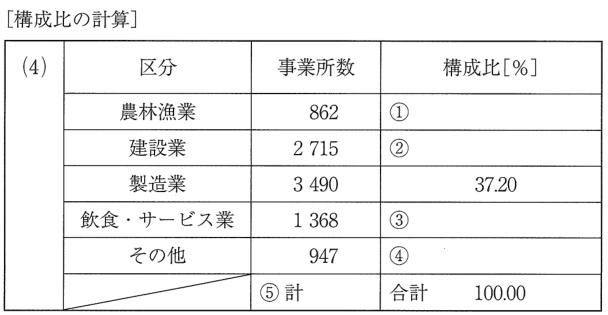 [構成比の計算]
(4) 区分 事業所数 構成比[%]
農林漁業 862 ①
建設業 2 715 ②
製造業 3 490 37.20
飲食・サービス業 1 368 ③
その他 947 ④
⑤ 計 合計 100.00